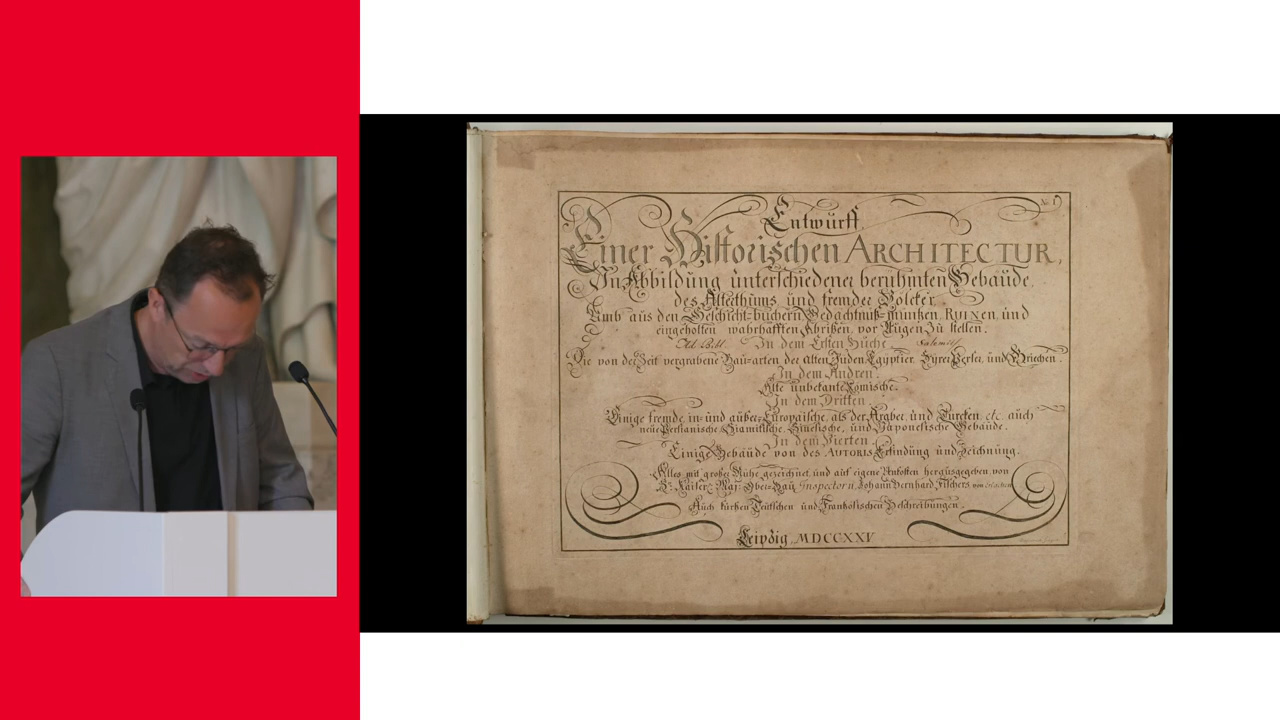 No. 1
Entwurff
Einer Historischen ARCHITECTUR,
In Abbildung unterschiedener berühmten Gebäude,
des Alterthums, und fremder Völcker,
Umb aus den Geschicht-büchern, Gedächtnüß-müntzen, RUINEN, und
eingeholten wahrhafften Abrißen, vor Augen zu stellen.
In dem Ersten Buche.
Die von der Zeit vergrabene Bau-arten der Alten Juden, Egyptier, Syrer, Perser, und Griechen.
In dem Andren.
Alte unbekante Römische.
In dem Dritten
Einige fremde, in- und außer-Europäische, als der Araber, und Turcken, etc. auch
neue Persianische, Siamitische, Sinesische, und Japonesische Gebäude.
In dem Vierten
Einige Gebäude von des AUTORIS Erfindung und Zeichnung.
Alles mit großer Mühe gezeichnet, und auf eigene Unkosten herausgegeben, von
Kaiser: Maj: Ober-Bau Inspectorn, Johann Bernhard Fischers, von Erlachen
Auch kurtzen Teutschen und Frantzösischen Beschreibungen.
Leipzig, MDCCXXV